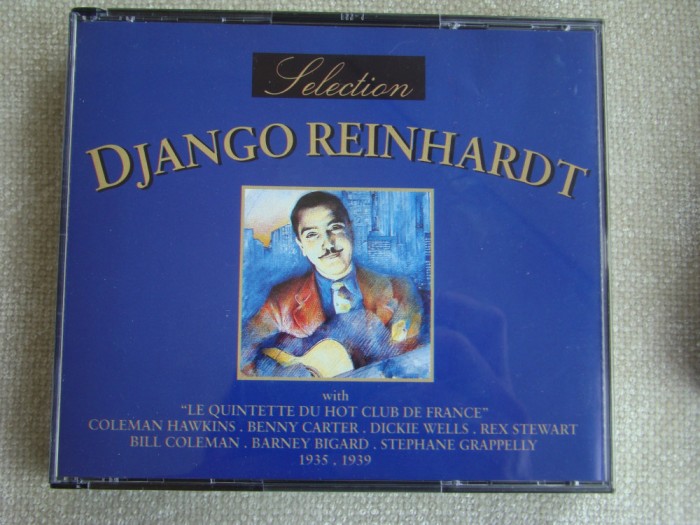 Selection
DJANGO REINHARDT
with
"LE QUINTETTE DU HOT CLUB DE FRANCE"
COLEMAN HAWKINS . BENNY CARTER . DICKIE WELLS . REX STEWART
BILL COLEMAN . BARNEY BIGARD . STEPHANE GRAPPELLY
1935 . 1939